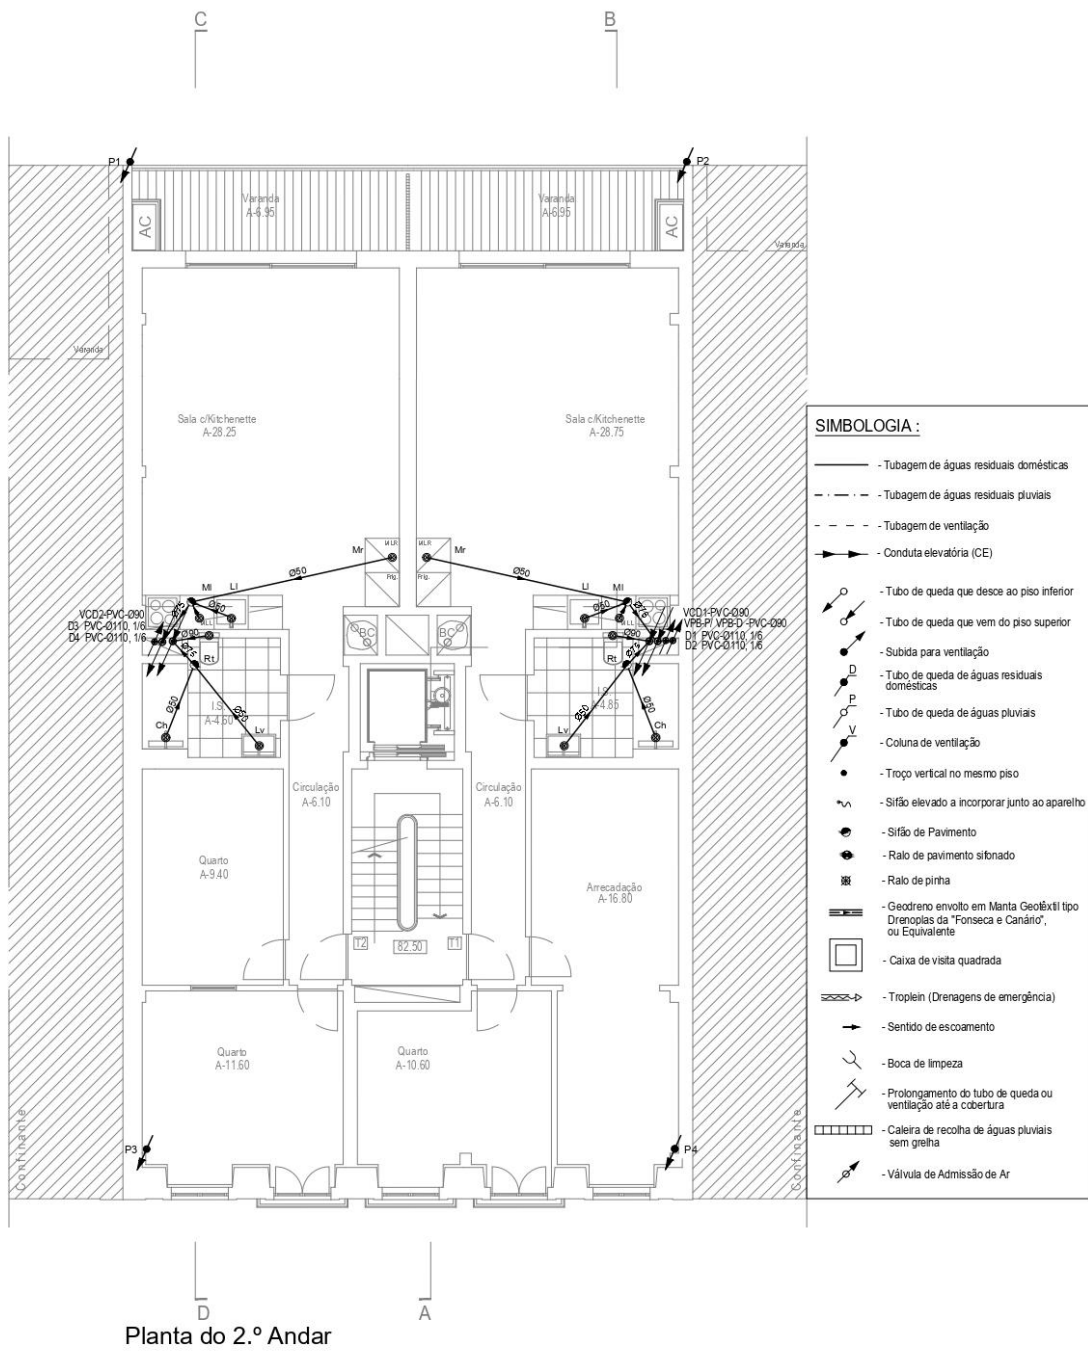 C
B
P1
P2
Varanda
A-6.95
Varanda
A-6.95
AC
AC
Varanda
Varanda
Sala c/Kitchenette
A-28.25
Sala c/Kitchenette
A-28.75
Mr
MLR
MLR
Mr
Ø50
Ø50
Frig.
Frig.
Ml
Ll
Ll
Ml
Ø75
Ø50
Ø50
Ø75
VCD2-PVC-Ø90
D3 PVC-Ø110, 1/6
D4 PVC-Ø110, 1/6
VCD1-PVC-Ø90
VPB-P/ VPB-D -PVC-Ø90
D1 PVC-Ø110, 1/6
D2 PVC-Ø110, 1/6
Ø90
Ø90
BC
BC
Rt
Rt
Ø75
Ø75
I.S.
A-4.60
I.S.
A-4.85
Ø50
Ø50
Ø50
Ø50
Ch
Lv
Lv
Ch
Circulação
A-6.10
Circulação
A-6.10
Quarto
A-9.40
Arrecadação
A-16.80
T2
82.50
T1
Quarto
A-11.60
Quarto
A-10.60
P3
P4
Confinante
Confinante
D
A
Planta do 2.º Andar
SIMBOLOGIA :
- Tubagem de águas residuais domésticas
- Tubagem de águas residuais pluviais
- Tubagem de ventilação
- Conduta elevatória (CE)
- Tubo de queda que desce ao piso inferior
- Tubo de queda que vem do piso superior
- Subida para ventilação
D
- Tubo de queda de águas residuais
domésticas
P
- Tubo de queda de águas pluviais
V
- Coluna de ventilação
- Troço vertical no mesmo piso
- Sifão elevado a incorporar junto ao aparelho
- Sifão de Pavimento
- Ralo de pavimento sifonado
- Ralo de pinha
- Geodreno envolto em Manta Geotêxtil tipo
Drenoplas da "Fonseca e Canário",
ou Equivalente
- Caixa de visita quadrada
- Troplein (Drenagens de emergência)
- Sentido de escoamento
- Boca de limpeza
- Prolongamento do tubo de queda ou
ventilação até a cobertura
- Caleira de recolha de águas pluviais
sem grelha
- Válvula de Admissão de Ar